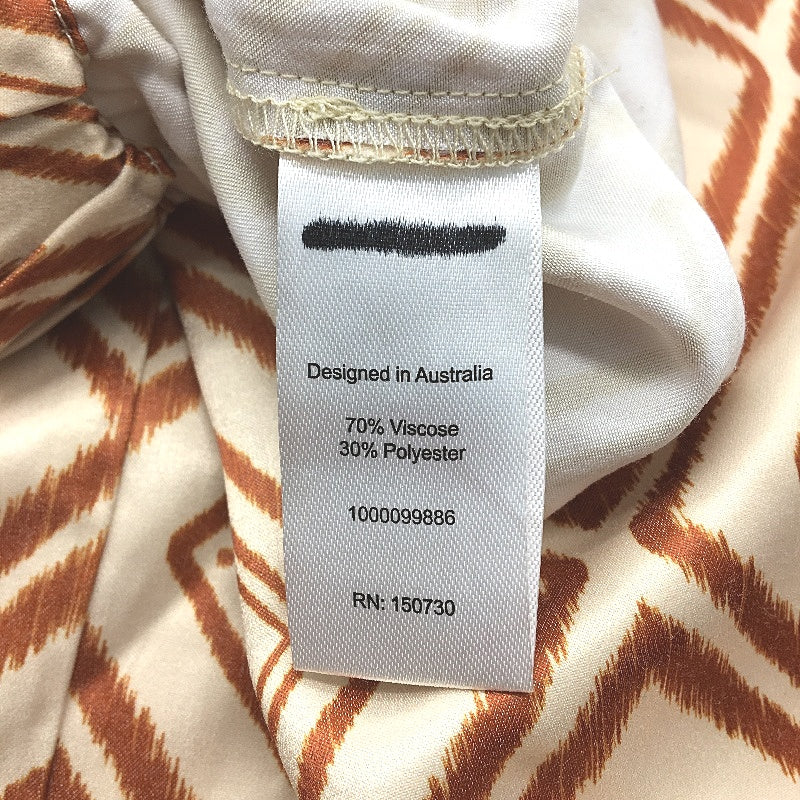 Designed in Australia
70% Viscose
30% Polyester
1000099886
RN: 150730